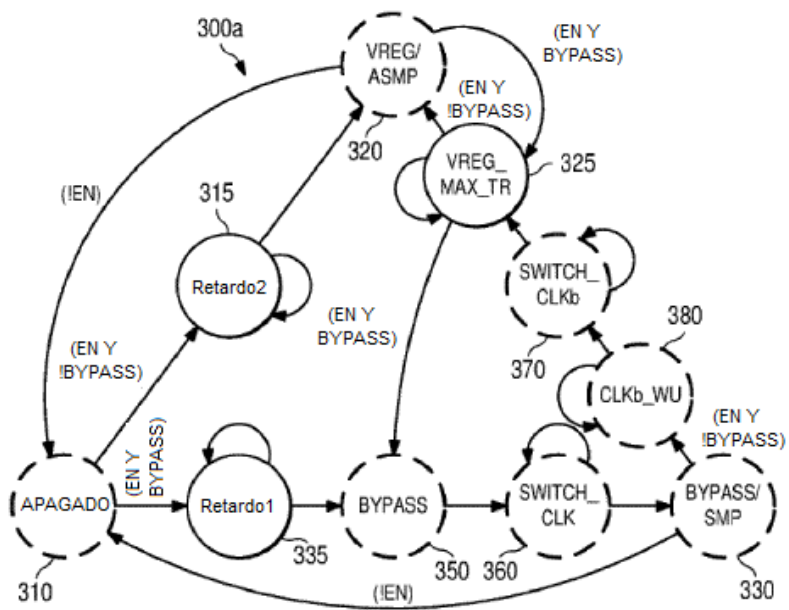 300a
VREG/
ASMP
320
(EN Y
BYPASS)
(EN Y
!BYPASS)
VREG_
MAX_TR
325
(!EN)
315
Retardo2
(EN Y
BYPASS)
SWITCH_
CLKb
370
380
CLKb_WU
(EN Y
!BYPASS)
(EN Y
BYPASS)
(EN Y
!BYPASS)
APAGADO
310
Retardo1
335
BYPASS
350
SWITCH_
CLK
360
BYPASS/
SMP
330
(!EN)